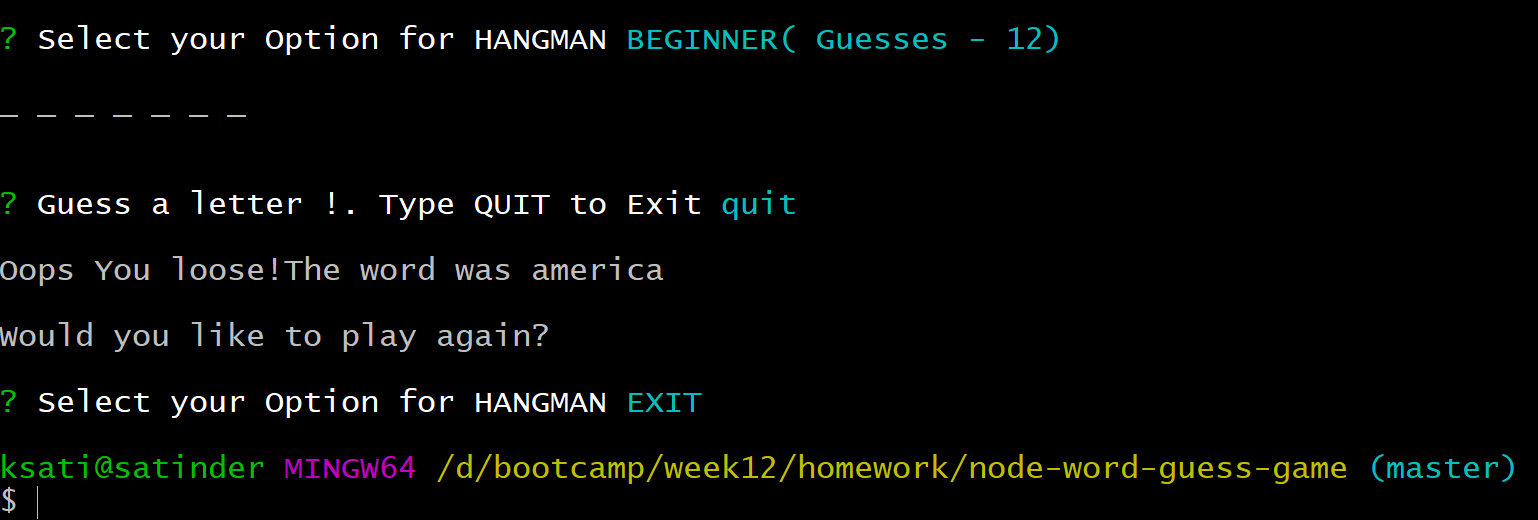 ? Select your Option for HANGMAN BEGINNER( Guesses - 12)
_ _ _ _ _ _ _
? Guess a letter !. Type QUIT to Exit quit
Oops You loose!The word was america
Would you like to play again?
? Select your Option for HANGMAN EXIT
ksati@satinder MINGW64 /d/bootcamp/week12/homework/node-word-guess-game (master)
$